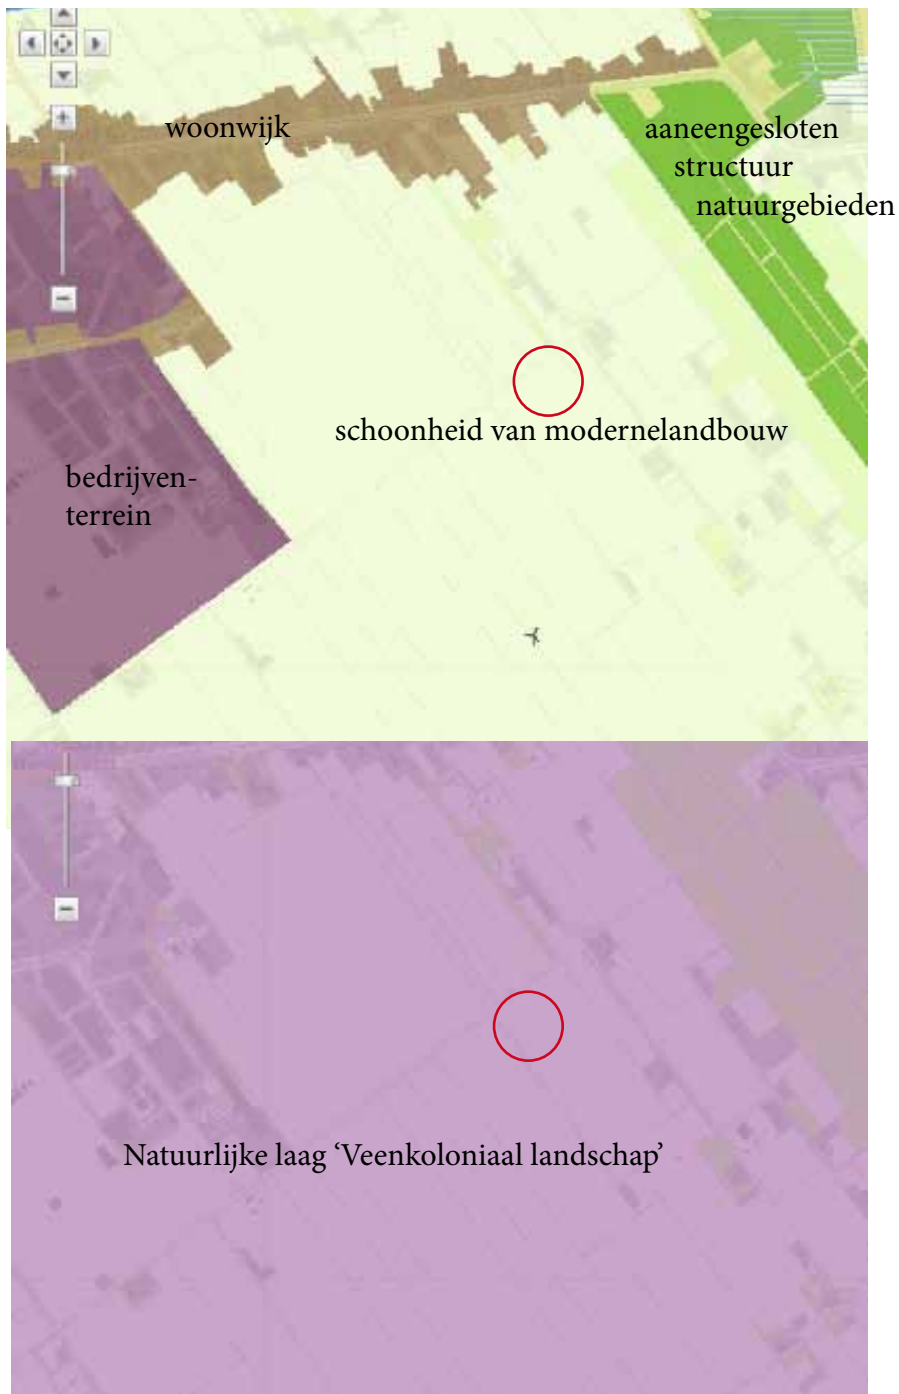 woonwijk
aaneengesloten
structuur
natuurgebieden
schoonheid van modernelandbouw
bedrijven-
terrein
Natuurlijke laag ‘Veenkoloniaal landschap’